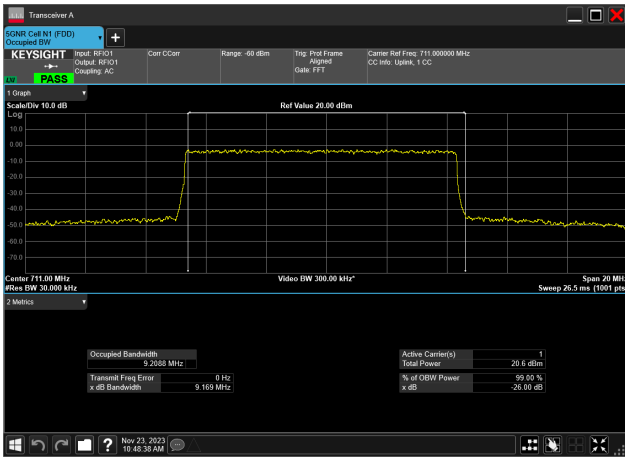 Transceiver A
5GNR Cell N1 (FDD)
Occupied BW
KEYSIGHT
LXI
PASS
Input: RFIO1
Output: RFIO1
Coupling: AC
Corr CCorr
Range: -60 dBm
Trig: Prot Frame
Aligned
Gate: FFT
Carrier Ref Freq: 711.000000 MHz
CC Info: Uplink, 1 CC
1 Graph
Scale/Div 10.0 dB
Ref Value 20.00 dBm
Log
10.0
0.00
-10.0
-20.0
-30.0
-40.0
-50.0
-60.0
-70.0
Center 711.00 MHz
Video BW 300.00 kHz*
Span 20 MHz
#Res BW 30.000 kHz
Sweep 26.5 ms (1001 pts)
2 Metrics
Occupied Bandwidth
9.2088 MHz
Transmit Freq Error 0 Hz
x dB Bandwidth 9.169 MHz
Active Carrier(s) 1
Total Power 20.6 dBm
% of OBW Power 99.00 %
x dB -26.00 dB
Nov 23, 2023
10:48:38 AM